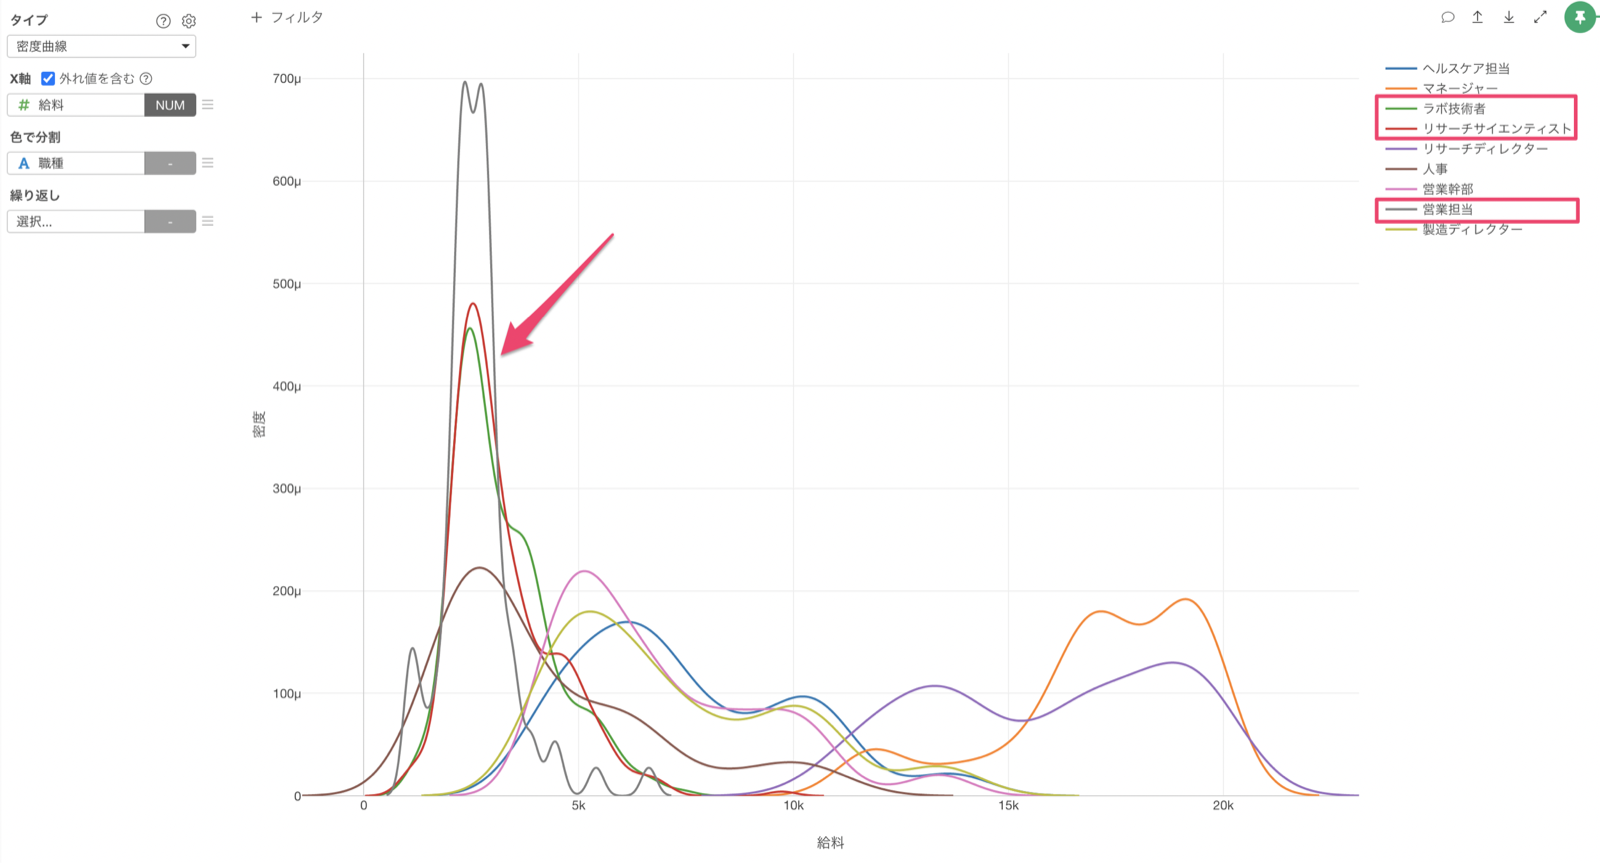 タイプ
密度曲線
X軸 外れ値を含む
# 給料 NUM
色で分割
A 職種 -
繰り返し
選択... -
+ フィルタ
700μ
600μ
500μ
400μ
300μ
200μ
100μ
0
密度
0 5k 10k 15k 20k
給料
ヘルスケア担当
マネージャー
ラボ技術者
リサーチサイエンティスト
リサーチディレクター
人事
営業幹部
営業担当
製造ディレクター